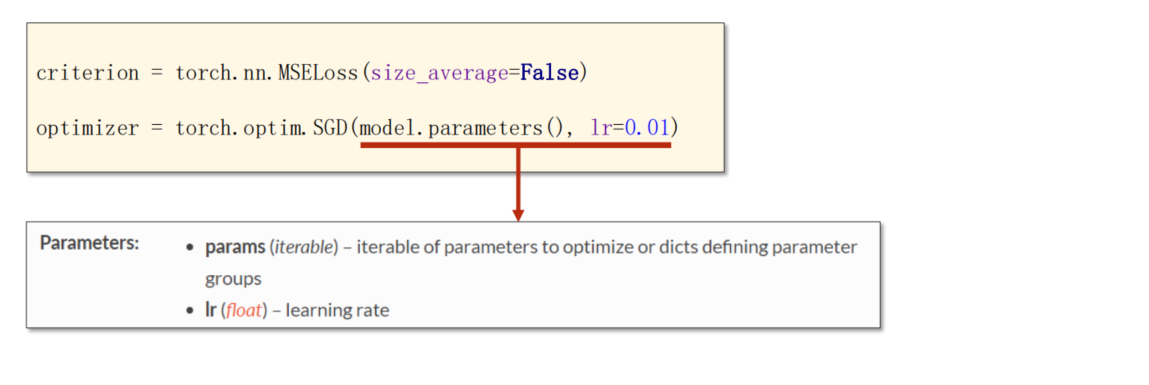 criterion = torch.nn.MSELoss(size_average=False)
optimizer = torch.optim.SGD(model.parameters(), lr=0.01)
Parameters:
• params (iterable) – iterable of parameters to optimize or dicts defining parameter
groups
• lr (float) – learning rate